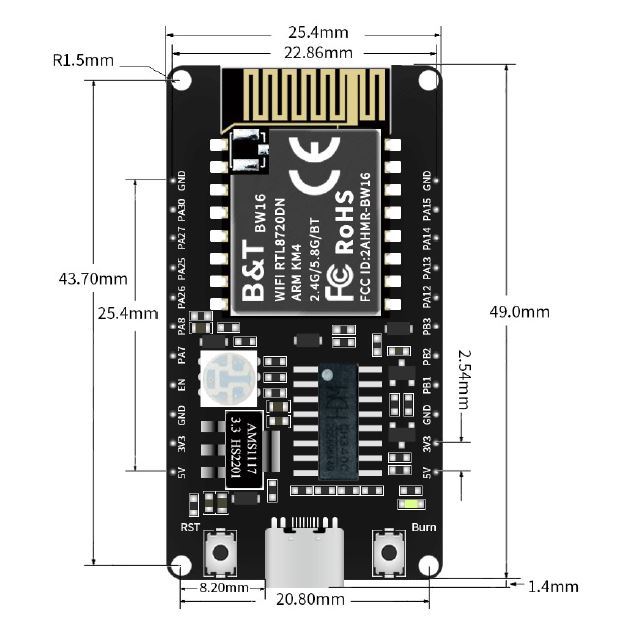 25.4mm
22.86mm
R1.5mm
43.70mm
25.4mm
49.0mm
2.54mm
1.4mm
8.20mm
20.80mm
GND
PA30
PA27
PA25
PA26
PA8
PA7
EN
GND
3V3
5V
GND
PA15
PA14
PA13
PA12
PB3
PB2
PB1
GND
3V3
5V
B&T
BW16
WIFI RTL8720DN
ARM KM4
2.4G/5.8G/BT
CE
FC RoHS
FCC ID:2AHMR-BW16
AMS1117
3.3 HS2201
RST
Burn